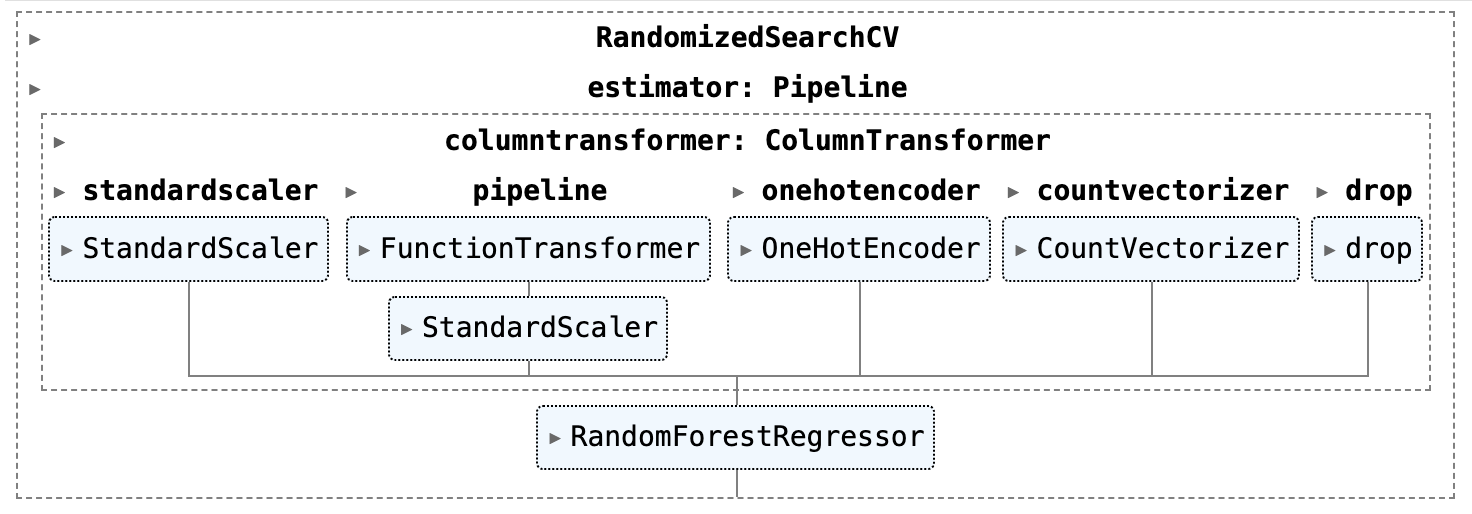 RandomizedSearchCV
estimator: Pipeline
columntransformer: ColumnTransformer
standardscaler pipeline onehotencoder countvectorizer drop
StandardScaler FunctionTransformer OneHotEncoder CountVectorizer drop
StandardScaler
RandomForestRegressor